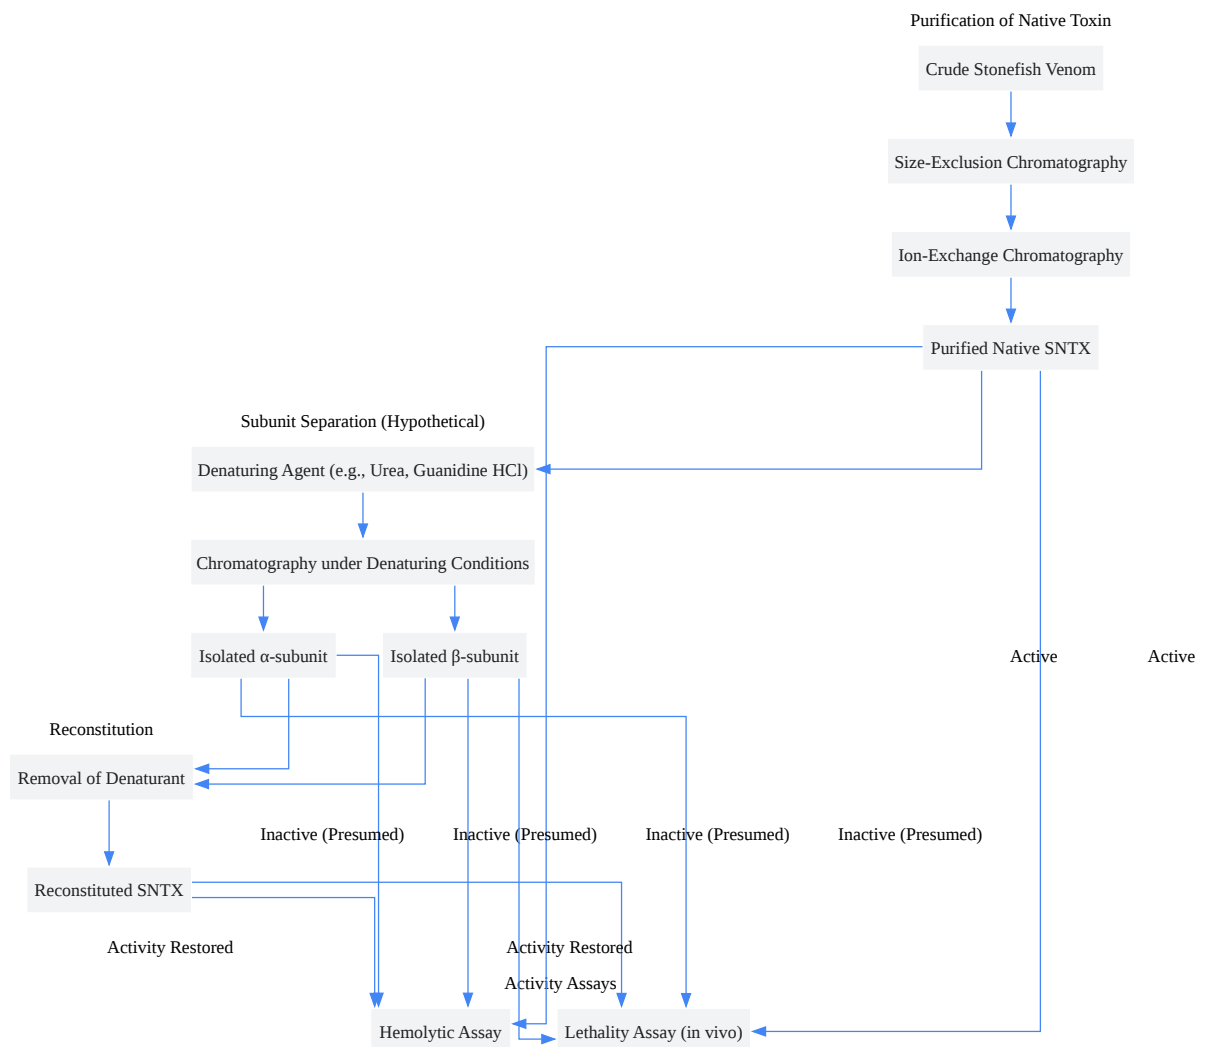 Purification of Native Toxin
Crude Stonefish Venom
Size-Exclusion Chromatography
Ion-Exchange Chromatography
Purified Native SNTX
Subunit Separation (Hypothetical)
Denaturing Agent (e.g., Urea, Guanidine HCl)
Chromatography under Denaturing Conditions
Isolated α-subunit
Isolated β-subunit
Active
Active
Reconstitution
Removal of Denaturant
Inactive (Presumed)
Inactive (Presumed)
Inactive (Presumed)
Inactive (Presumed)
Reconstituted SNTX
Activity Restored
Activity Restored
Activity Assays
Hemolytic Assay
Lethality Assay (in vivo)